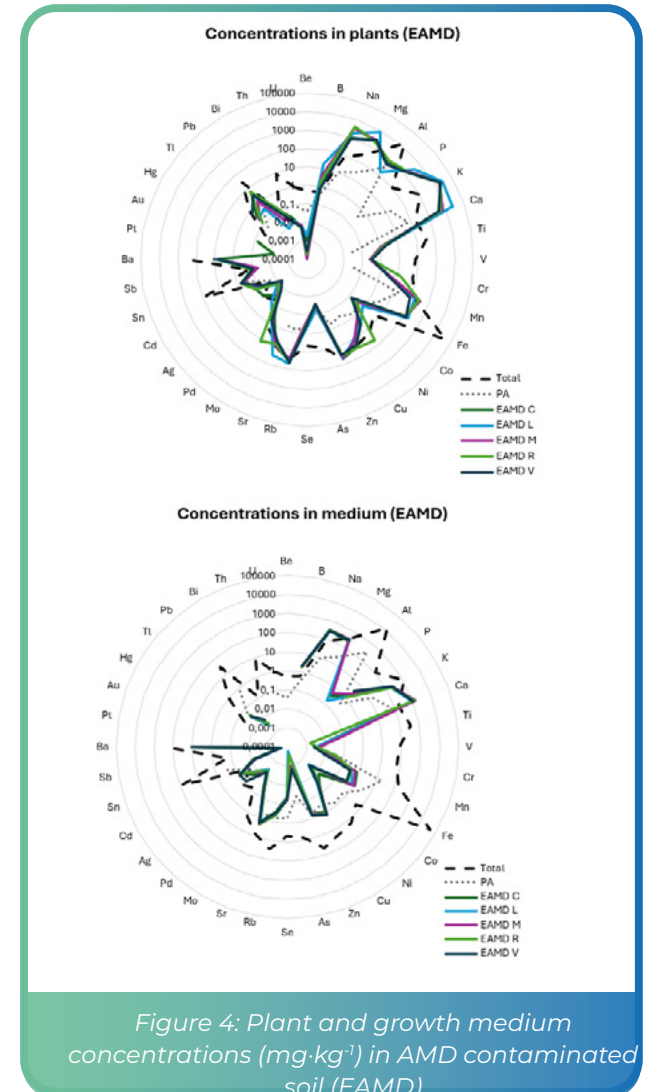 Concentrations in plants (EAMD)
Be
B
Na
Mg
Al
P
K
Ca
Ti
V
Cr
Mn
Fe
Co
Ni
Cu
Zn
As
Se
Rb
Sr
Mo
Pd
Ag
Cd
Sn
Sb
Ba
Pt
Au
Hg
Tl
Pb
Bi
Th
U
100000
10000
1000
100
10
0,1
0,001
0,0001
Total
PA
EAMD C
EAMD L
EAMD M
EAMD R
EAMD V
Concentrations in medium (EAMD)
Be
B
Na
Mg
Al
P
K
Ca
Ti
V
Cr
Mn
Fe
Co
Ni
Cu
Zn
As
Se
Rb
Sr
Mo
Pd
Ag
Cd
Sn
Sb
Ba
Pt
Au
Hg
Tl
Pb
Bi
Th
U
100000
10000
1000
100
10
1
0,1
0,01
0,001
0,0001
Total
PA
EAMD C
EAMD L
EAMD M
EAMD R
EAMD V
Figure 4: Plant and growth medium
concentrations (mg·kg⁻¹) in AMD contaminated
soil (EAMD)